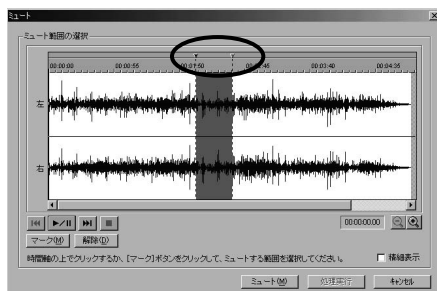 ミュート
ミュート範囲の選択
00:00:00 00:00:55 00:01:50 00:02:45 00:03:40 00:04:35
左
右
00:00:00.00
マーク(M) 解除(D)
時間軸の上でクリックするか、[マーク]ボタンをクリックして、ミュートする範囲を選択してください。 詳細表示
ミュート(M) 処理実行 キャンセル